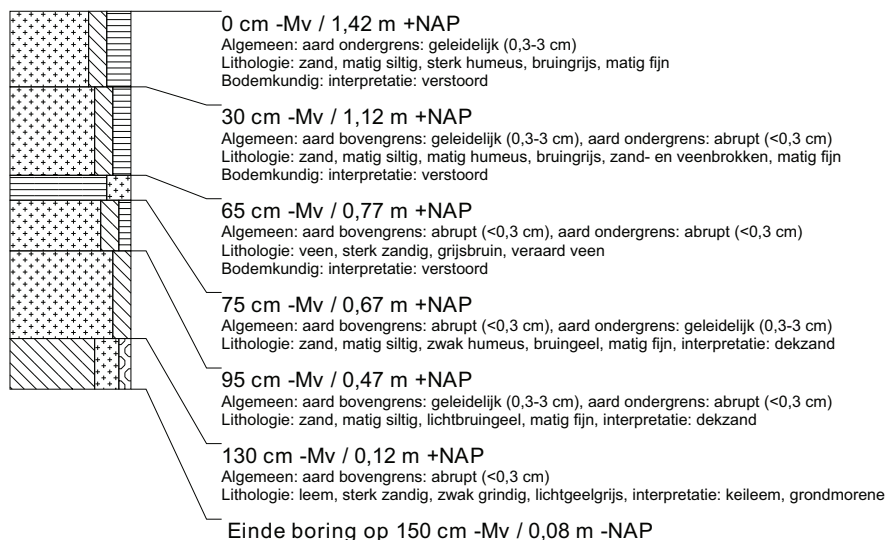 0 cm -Mv / 1,42 m +NAP
Algemeen: aard ondergrens: geleidelijk (0,3-3 cm)
Lithologie: zand, matig siltig, sterk humeus, bruingrijs, matig fijn
Bodemkundig: interpretatie: verstoord
30 cm -Mv / 1,12 m +NAP
Algemeen: aard bovengrens: geleidelijk (0,3-3 cm), aard ondergrens: abrupt (<0,3 cm)
Lithologie: zand, matig siltig, matig humeus, bruingrijs, zand- en veenbrokken, matig fijn
Bodemkundig: interpretatie: verstoord
65 cm -Mv / 0,77 m +NAP
Algemeen: aard bovengrens: abrupt (<0,3 cm), aard ondergrens: abrupt (<0,3 cm)
Lithologie: veen, sterk zandig, grijsbruin, veraard veen
Bodemkundig: interpretatie: verstoord
75 cm -Mv / 0,67 m +NAP
Algemeen: aard bovengrens: abrupt (<0,3 cm), aard ondergrens: geleidelijk (0,3-3 cm)
Lithologie: zand, matig siltig, zwak humeus, bruingeel, matig fijn, interpretatie: dekzand
95 cm -Mv / 0,47 m +NAP
Algemeen: aard bovengrens: geleidelijk (0,3-3 cm), aard ondergrens: abrupt (<0,3 cm)
Lithologie: zand, matig siltig, lichtbruingeel, matig fijn, interpretatie: dekzand
130 cm -Mv / 0,12 m +NAP
Algemeen: aard bovengrens: abrupt (<0,3 cm)
Lithologie: leem, sterk zandig, zwak grindig, lichtgeelgrijs, interpretatie: keileem, grondmorene
Einde boring op 150 cm -Mv / 0,08 m -NAP